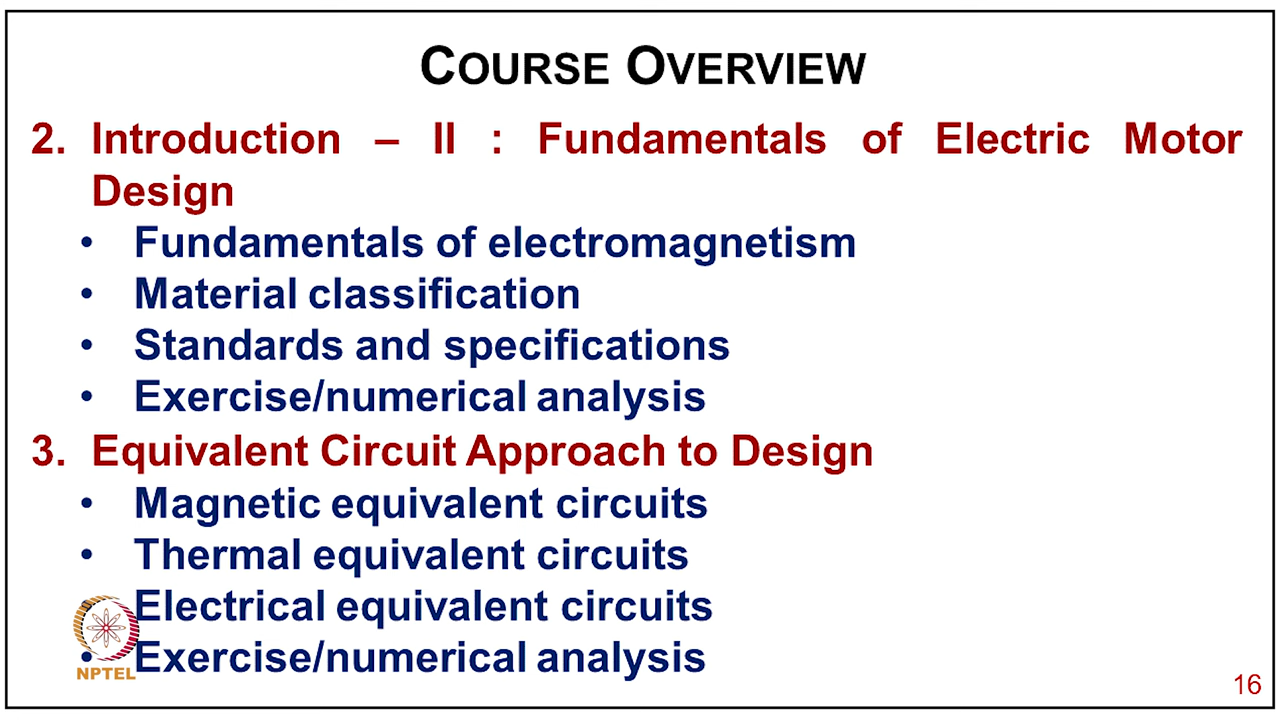 COURSE OVERVIEW
2. Introduction – II : Fundamentals of Electric Motor
Design
• Fundamentals of electromagnetism
• Material classification
• Standards and specifications
• Exercise/numerical analysis
3. Equivalent Circuit Approach to Design
• Magnetic equivalent circuits
• Thermal equivalent circuits
Electrical equivalent circuits
• Exercise/numerical analysis
NPTEL
16